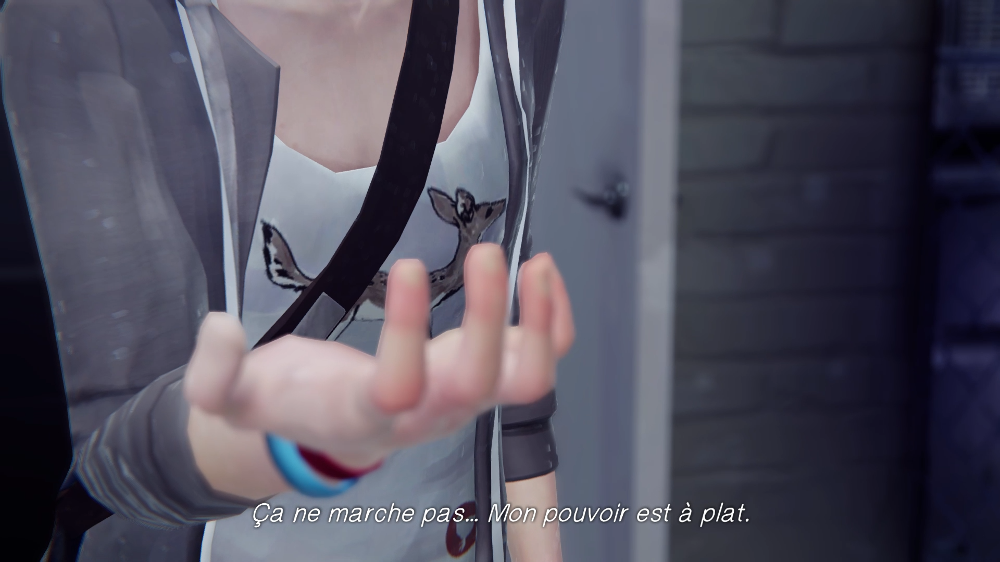 Ça ne marche pas... Mon pouvoir est à plat.